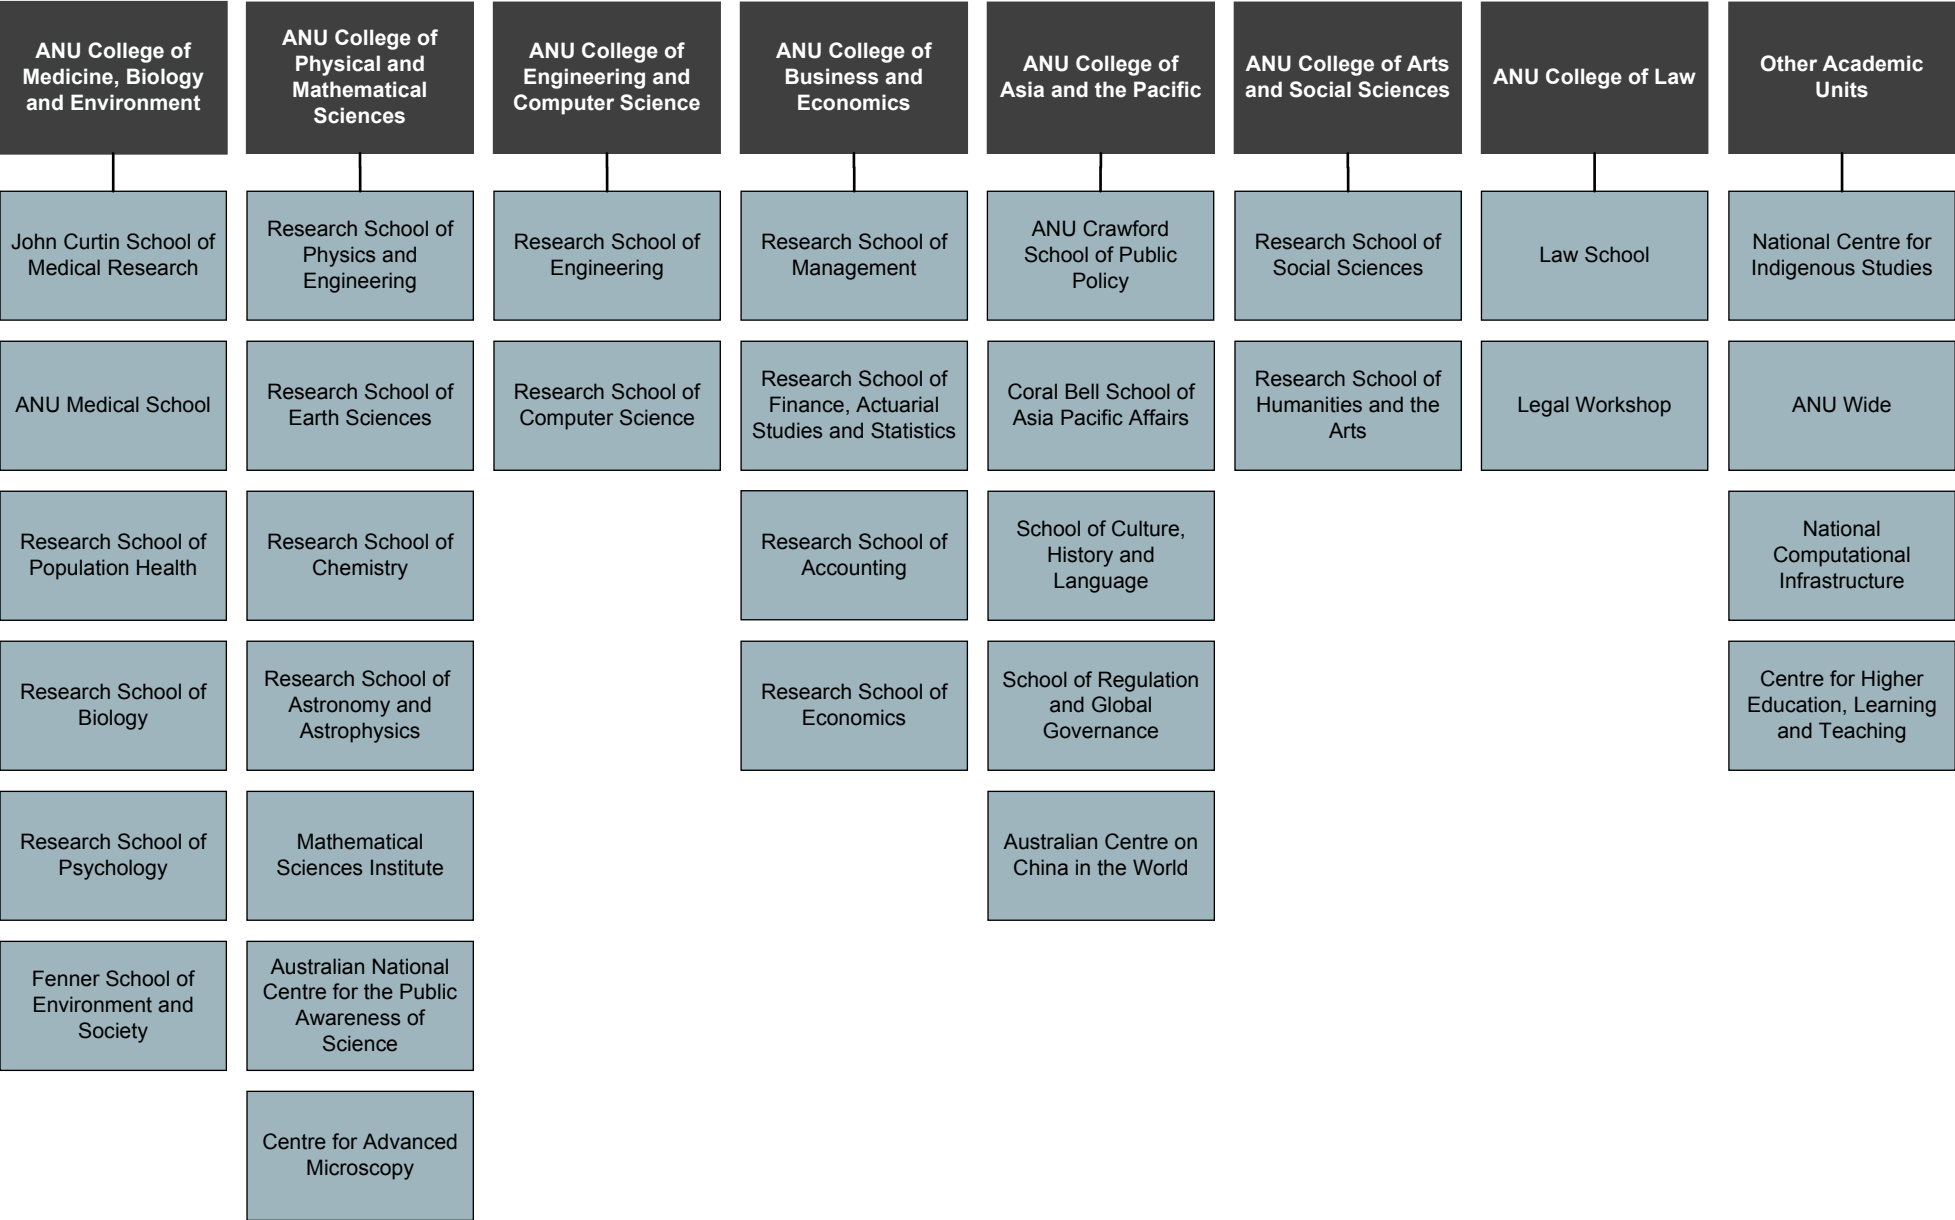 ANU College of
Medicine, Biology
and Environment
ANU College of
Physical and
Mathematical
Sciences
ANU College of
Engineering and
Computer Science
ANU College of
Business and
Economics
ANU College of
Asia and the Pacific
ANU College of Arts
and Social Sciences
ANU College of Law
Other Academic
Units
John Curtin School of
Medical Research
Research School of
Physics and
Engineering
Research School of
Engineering
Research School of
Management
ANU Crawford
School of Public
Policy
Research School of
Social Sciences
Law School
National Centre for
Indigenous Studies
ANU Medical School
Research School of
Earth Sciences
Research School of
Computer Science
Research School of
Finance, Actuarial
Studies and Statistics
Coral Bell School of
Asia Pacific Affairs
Research School of
Humanities and the
Arts
Legal Workshop
ANU Wide
Research School of
Population Health
Research School of
Chemistry
Research School of
Accounting
School of Culture,
History and
Language
National
Computational
Infrastructure
Research School of
Biology
Research School of
Astronomy and
Astrophysics
Research School of
Economics
School of Regulation
and Global
Governance
Centre for Higher
Education, Learning
and Teaching
Research School of
Psychology
Mathematical
Sciences Institute
Australian Centre on
China in the World
Fenner School of
Environment and
Society
Australian National
Centre for the Public
Awareness of
Science
Centre for Advanced
Microscopy